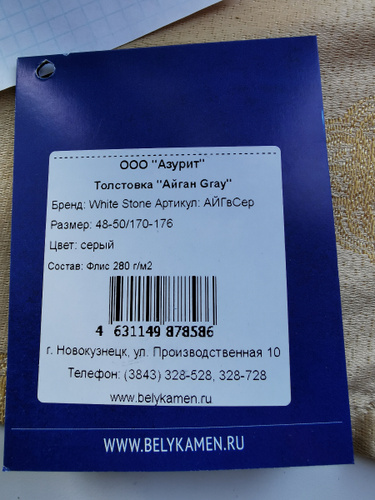 ООО "Азурит"
Толстовка "Айган Gray"
Бренд: White Stone Артикул: АЙГвСер
Размер: 48-50/170-176
Цвет: серый
Состав: Флис 280 г/м2
4 631149 878586
г. Новокузнецк, ул. Производственная 10
Телефон: (3843) 328-528, 328-728
www.belykamen.ru
WWW.BELYKAMEN.RU